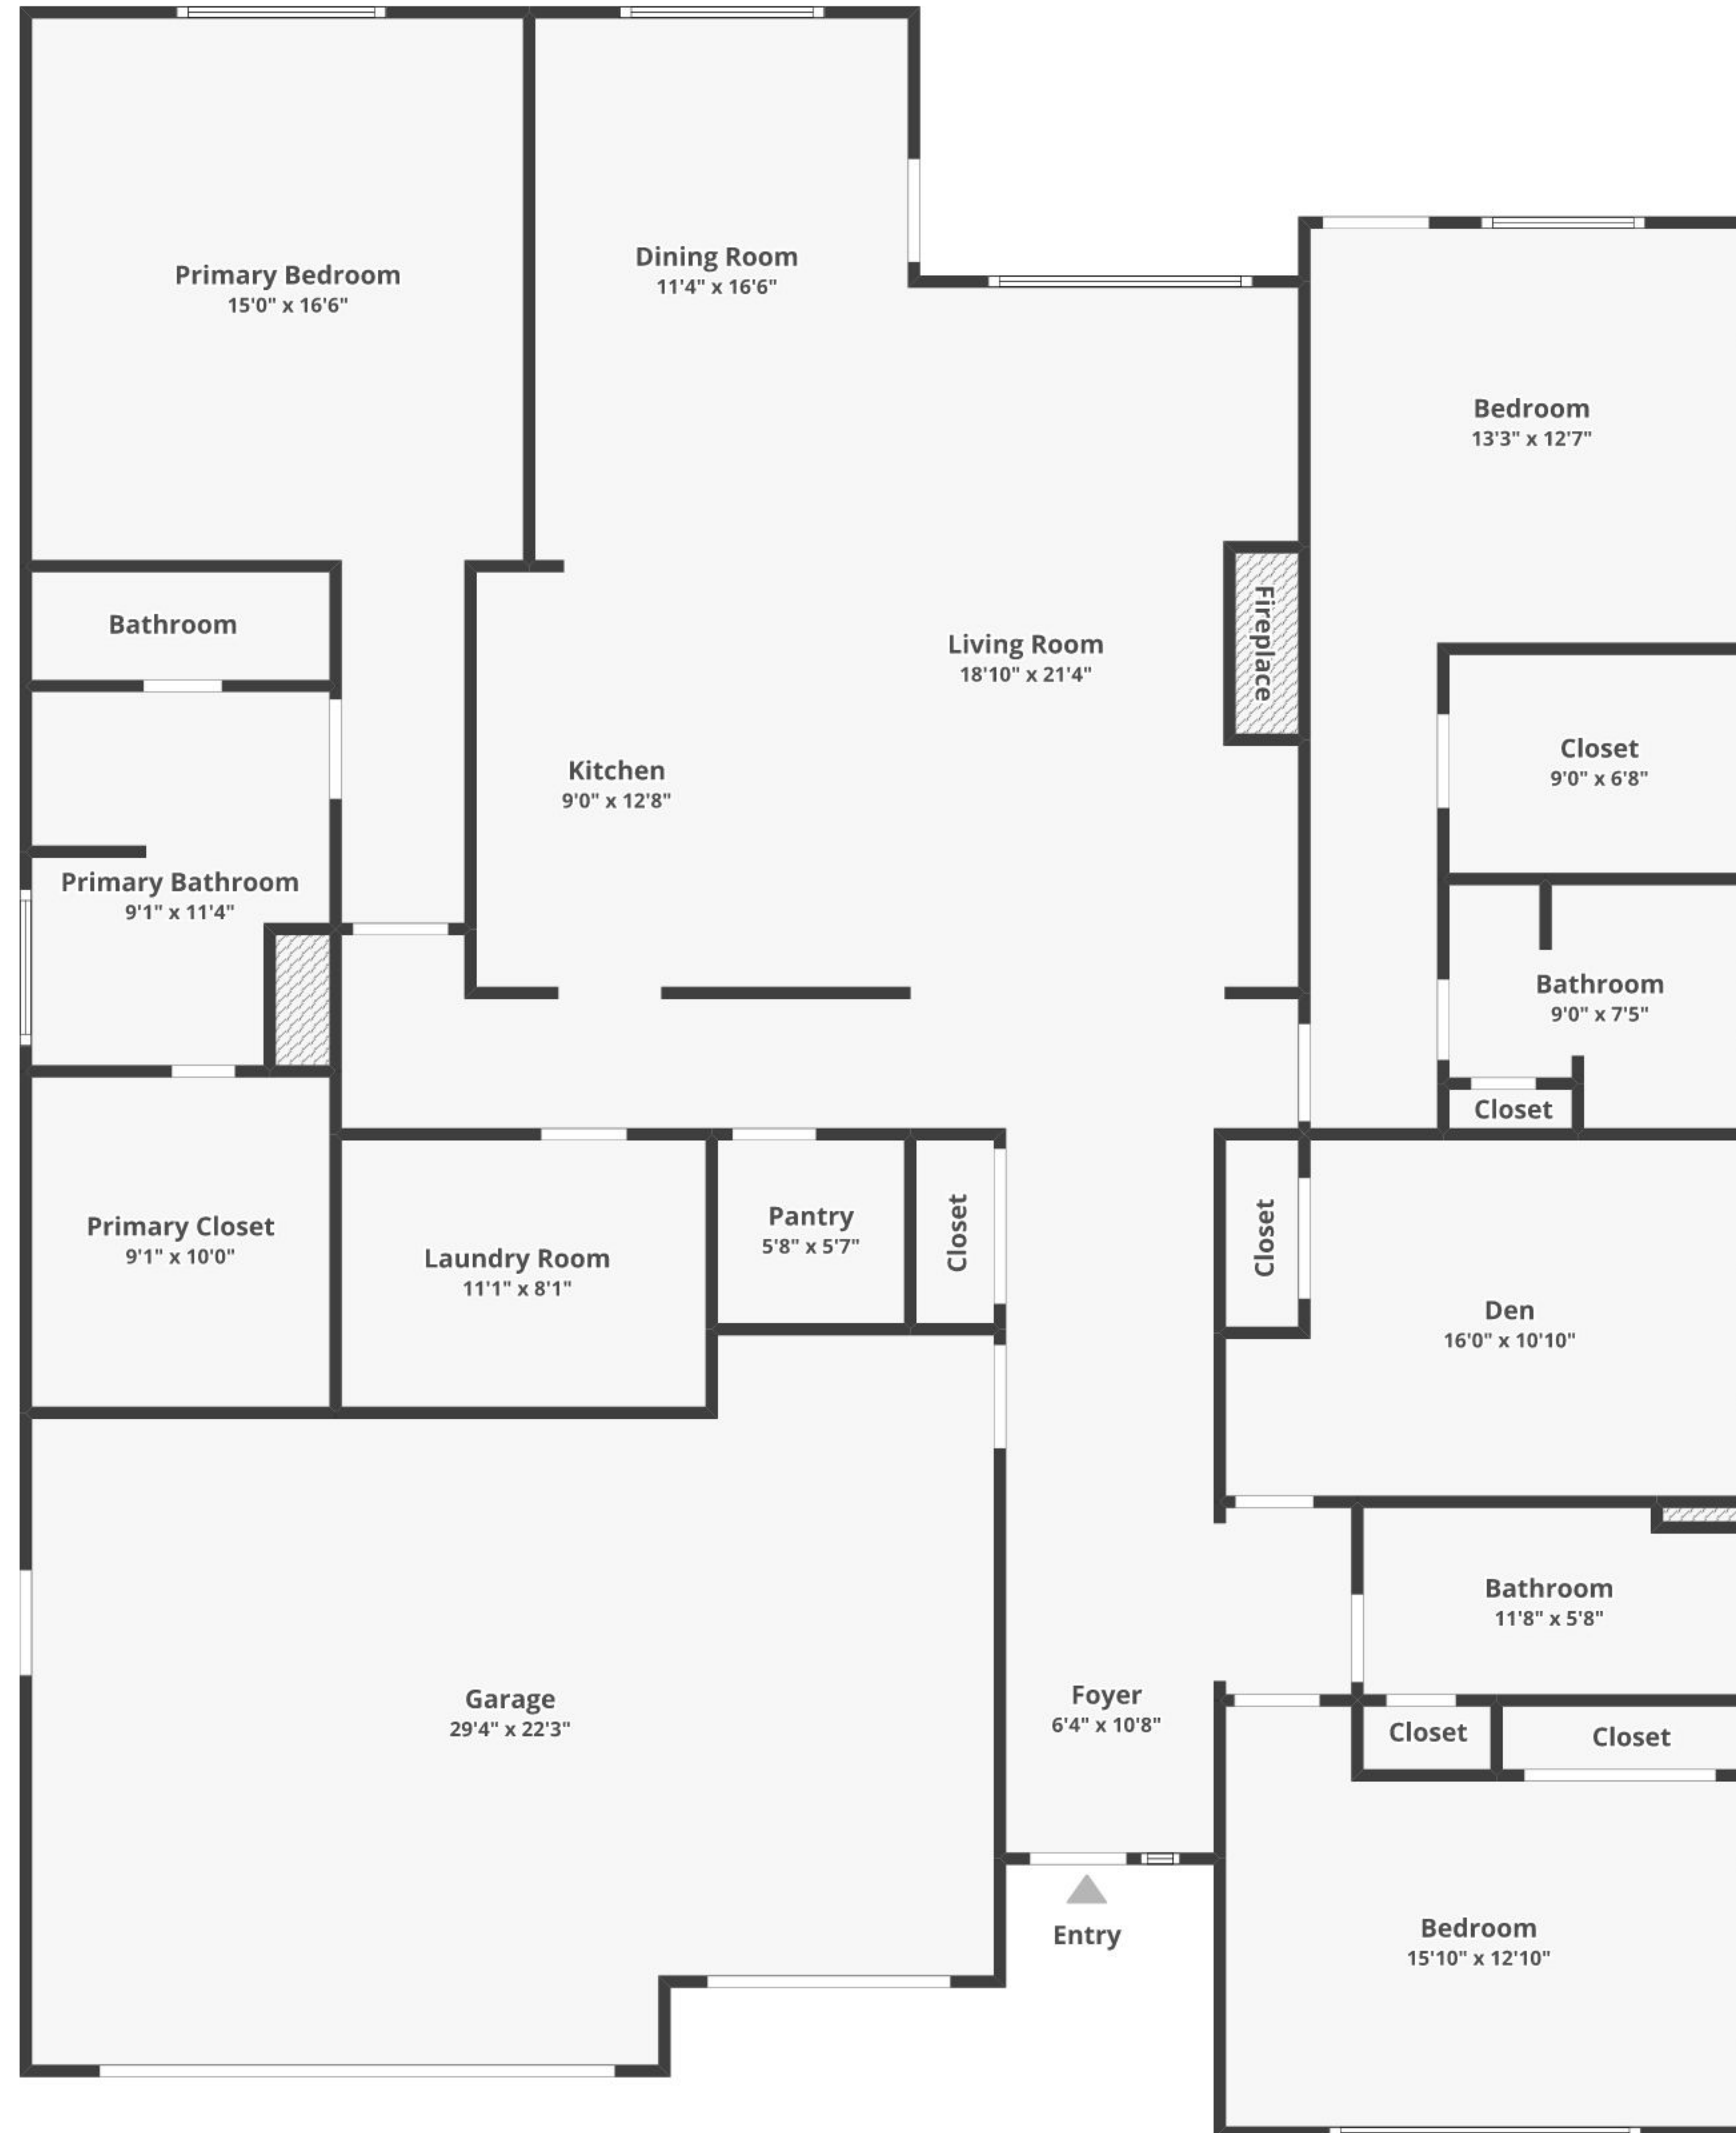 Primary Bedroom
15'0" x 16'6"
Dining Room
11'4" x 16'6"
Bedroom
13'3" x 12'7"
Bathroom
Living Room
18'10" x 21'4"
Fireplace
Kitchen
9'0" x 12'8"
Closet
9'0" x 6'8"
Primary Bathroom
9'1" x 11'4"
Bathroom
9'0" x 7'5"
Closet
Primary Closet
9'1" x 10'0"
Laundry Room
11'1" x 8'1"
Pantry
5'8" x 5'7"
Closet
Closet
Den
16'0" x 10'10"
Bathroom
11'8" x 5'8"
Garage
29'4" x 22'3"
Foyer
6'4" x 10'8"
Closet
Closet
Entry
Bedroom
15'10" x 12'10"